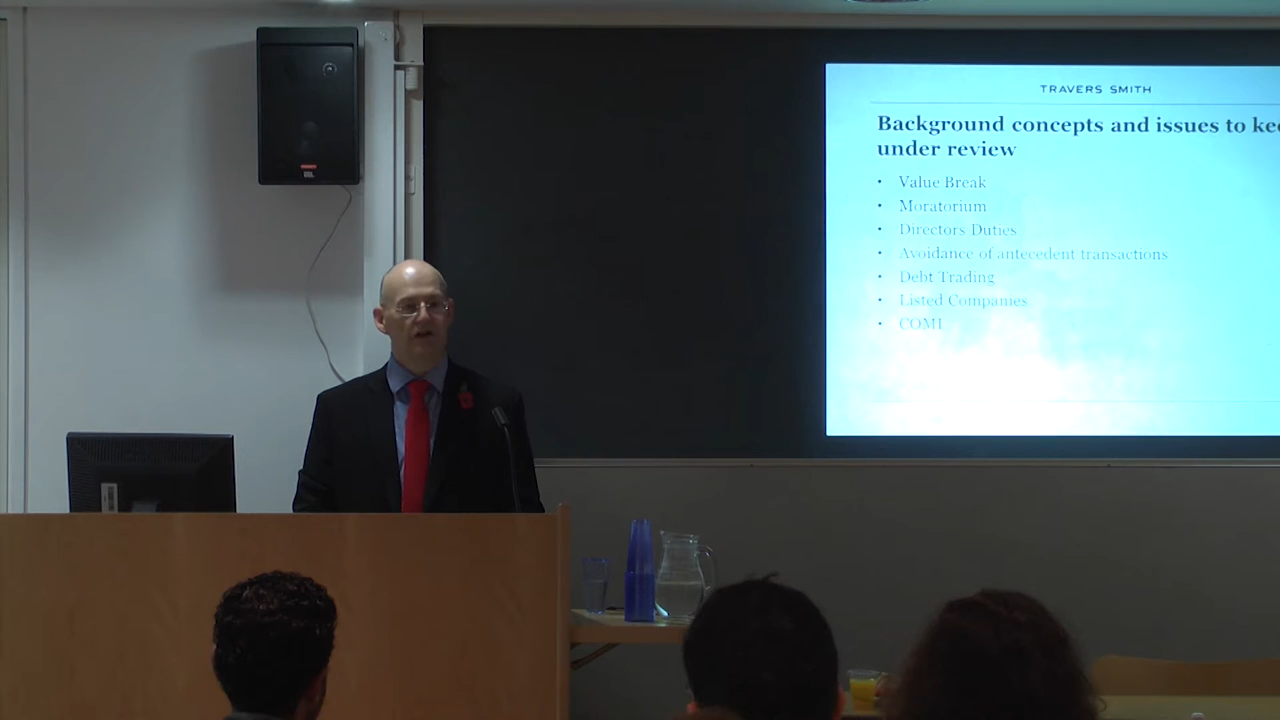 TRAVERS SMITH
Background concepts and issues to kee
under review
• Value Break
• Moratorium
• Directors Duties
• Avoidance of antecedent transactions
• Debt Trading
• Listed Companies
• COMI